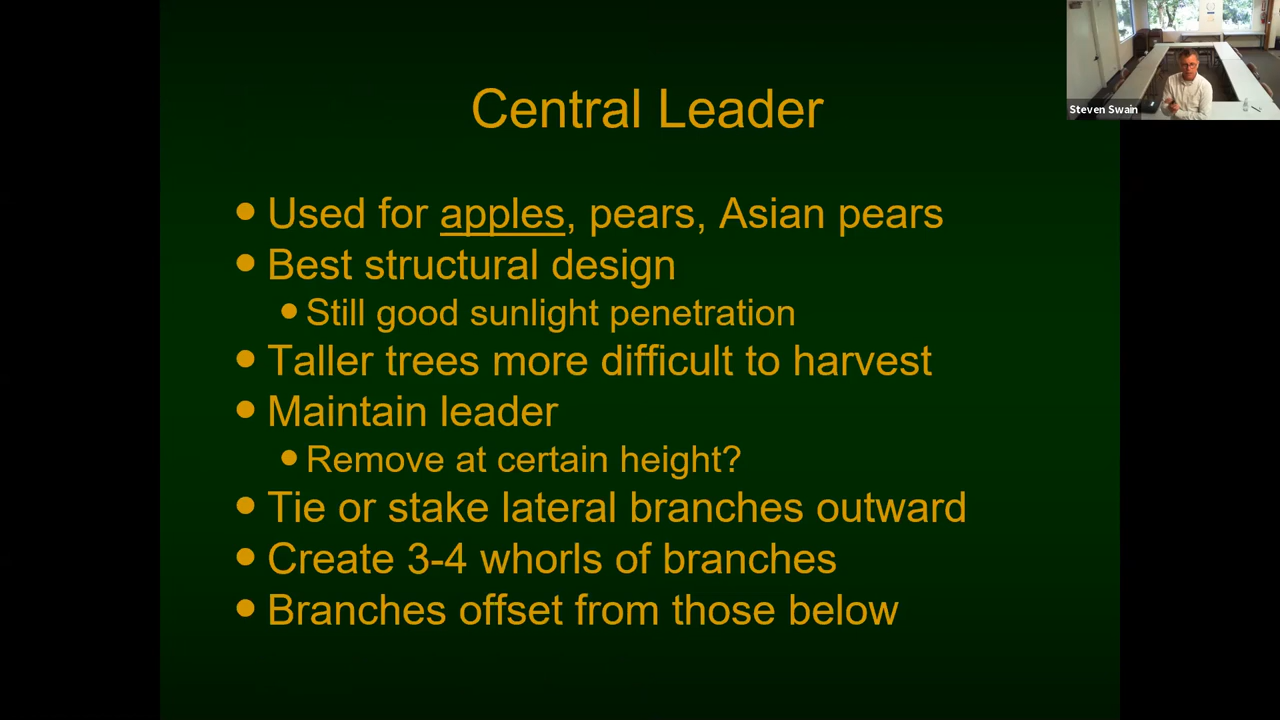 Central Leader
Steven Swain
• Used for apples, pears, Asian pears
• Best structural design
• Still good sunlight penetration
• Taller trees more difficult to harvest
• Maintain leader
• Remove at certain height?
• Tie or stake lateral branches outward
• Create 3-4 whorls of branches
• Branches offset from those below